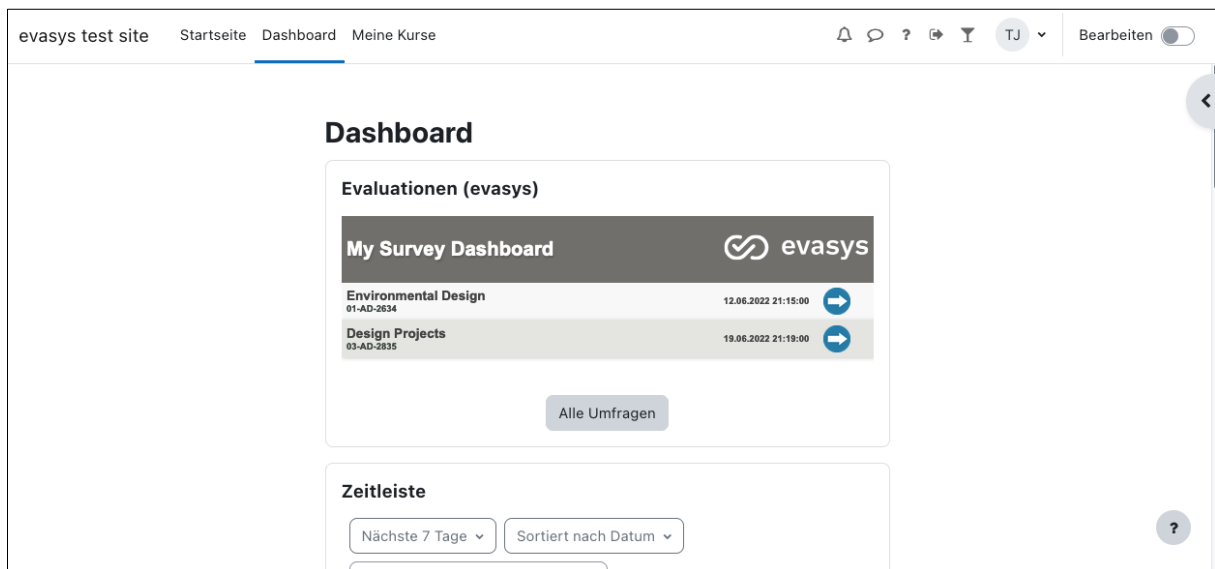 evasys test site Startseite Dashboard Meine Kurse ? TJ Bearbeiten
Dashboard
Evaluationen (evasys)
My Survey Dashboard evasys
Environmental Design
01-AD-2634
12.06.2022 21:15:00
Design Projects
03-AD-2835
19.06.2022 21:19:00
Alle Umfragen
Zeitleiste
Nächste 7 Tage Sortiert nach Datum
?